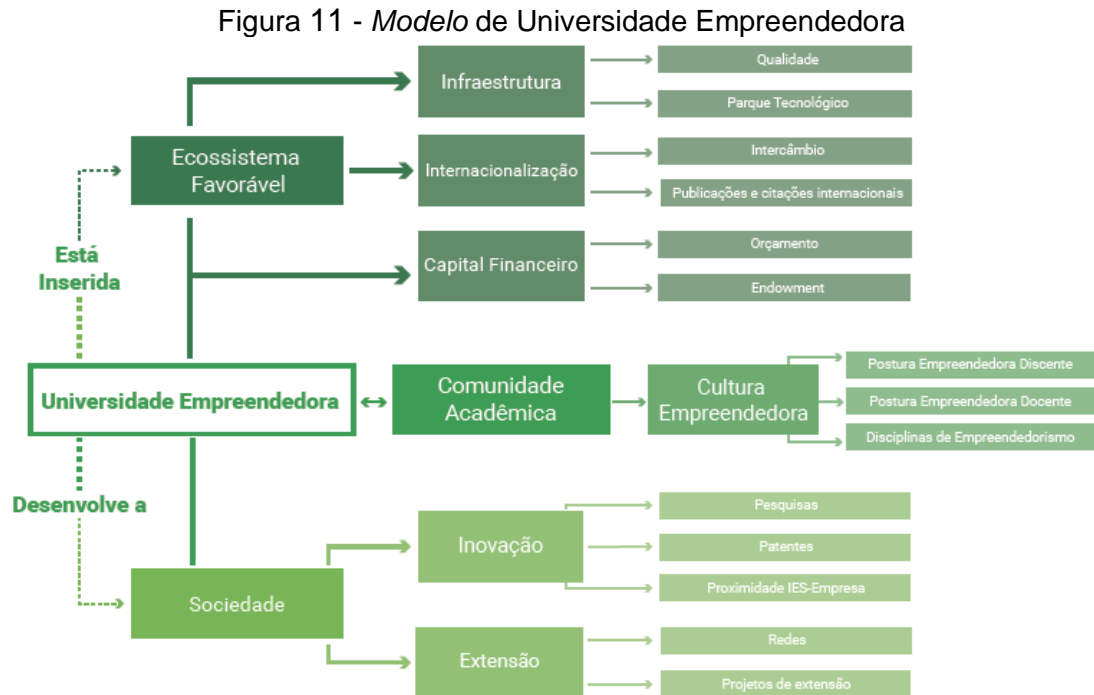 Figura 11 - Modelo de Universidade Empreendedora
Infraestrutura
Qualidade
Parque Tecnológico
Ecossistema
Favorável
Internacionalização
Intercâmbio
Publicações e citações internacionais
Está
Inserida
Capital Financeiro
Orçamento
Endowment
Universidade Empreendedora
Comunidade
Acadêmica
Cultura
Empreendedora
Postura Empreendedora Discente
Postura Empreendedora Docente
Disciplinas de Empreendedorismo
Desenvolve a
Sociedade
Inovação
Pesquisas
Patentes
Proximidade IES-Empresa
Extensão
Redes
Projetos de extensão